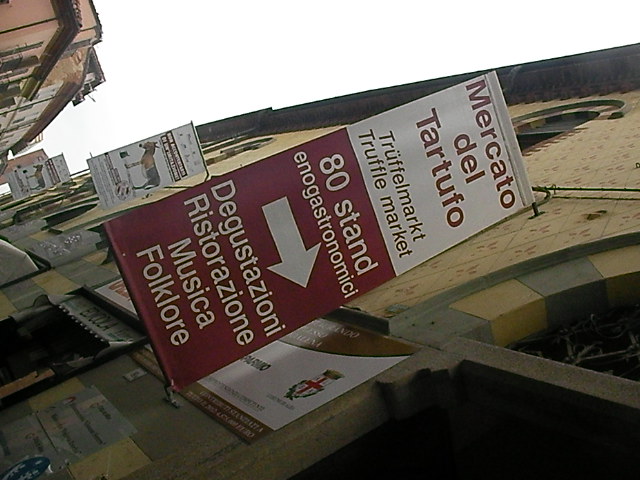 Mercato
del
Tartufo
Trüffelmarkt
Truffle market
80 stand
enogastronomici
Degustazioni
Ristorazione
Musica
Folklore